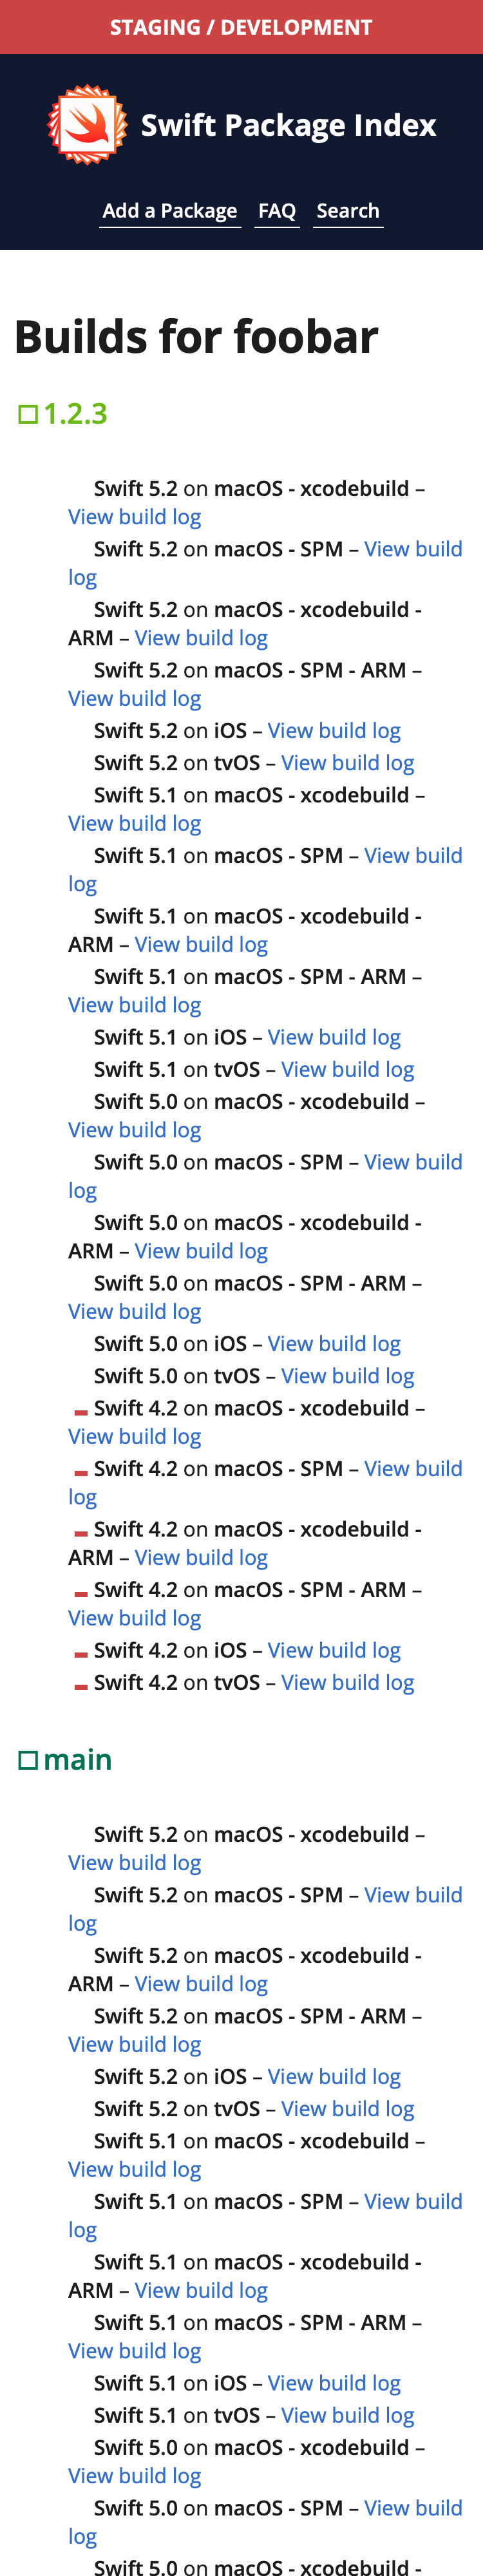 STAGING / DEVELOPMENT
Swift Package Index
Add a Package FAQ Search
Builds for foobar
1.2.3
Swift 5.2 on macOS - xcodebuild –
View build log
Swift 5.2 on macOS - SPM – View build
log
Swift 5.2 on macOS - xcodebuild -
ARM – View build log
Swift 5.2 on macOS - SPM - ARM –
View build log
Swift 5.2 on iOS – View build log
Swift 5.2 on tvOS – View build log
Swift 5.1 on macOS - xcodebuild –
View build log
Swift 5.1 on macOS - SPM – View build
log
Swift 5.1 on macOS - xcodebuild -
ARM – View build log
Swift 5.1 on macOS - SPM - ARM –
View build log
Swift 5.1 on iOS – View build log
Swift 5.1 on tvOS – View build log
Swift 5.0 on macOS - xcodebuild –
View build log
Swift 5.0 on macOS - SPM – View build
log
Swift 5.0 on macOS - xcodebuild -
ARM – View build log
Swift 5.0 on macOS - SPM - ARM –
View build log
Swift 5.0 on iOS – View build log
Swift 5.0 on tvOS – View build log
Swift 4.2 on macOS - xcodebuild –
View build log
Swift 4.2 on macOS - SPM – View build
log
Swift 4.2 on macOS - xcodebuild -
ARM – View build log
Swift 4.2 on macOS - SPM - ARM –
View build log
Swift 4.2 on iOS – View build log
Swift 4.2 on tvOS – View build log
main
Swift 5.2 on macOS - xcodebuild –
View build log
Swift 5.2 on macOS - SPM – View build
log
Swift 5.2 on macOS - xcodebuild -
ARM – View build log
Swift 5.2 on macOS - SPM - ARM –
View build log
Swift 5.2 on iOS – View build log
Swift 5.2 on tvOS – View build log
Swift 5.1 on macOS - xcodebuild –
View build log
Swift 5.1 on macOS - SPM – View build
log
Swift 5.1 on macOS - xcodebuild -
ARM – View build log
Swift 5.1 on macOS - SPM - ARM –
View build log
Swift 5.1 on iOS – View build log
Swift 5.1 on tvOS – View build log
Swift 5.0 on macOS - xcodebuild –
View build log
Swift 5.0 on macOS - SPM – View build
log
Swift 5.0 on macOS - xcodebuild -